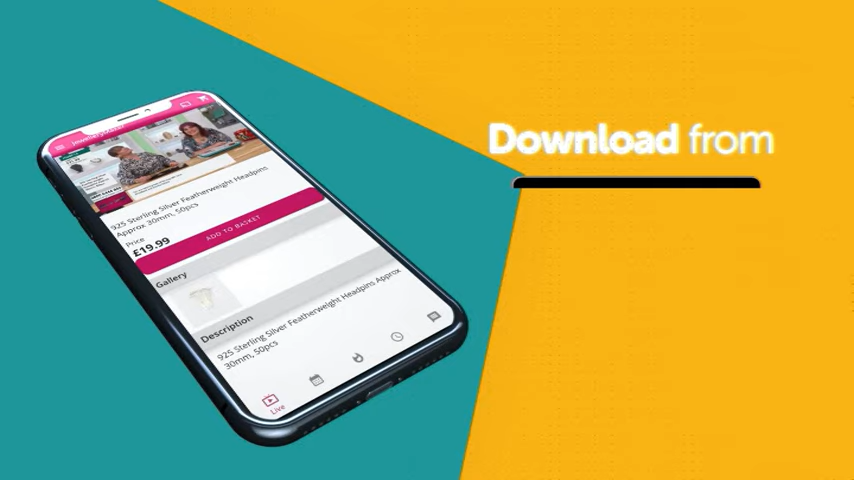 Download from
925 Sterling Silver Featherweight Headpins
Approx 30mm, 50pcs
Price
£19.99
ADD TO BASKET
Gallery
Description
925 Sterling Silver Featherweight Headpins Approx
30mm, 50pcs
Live